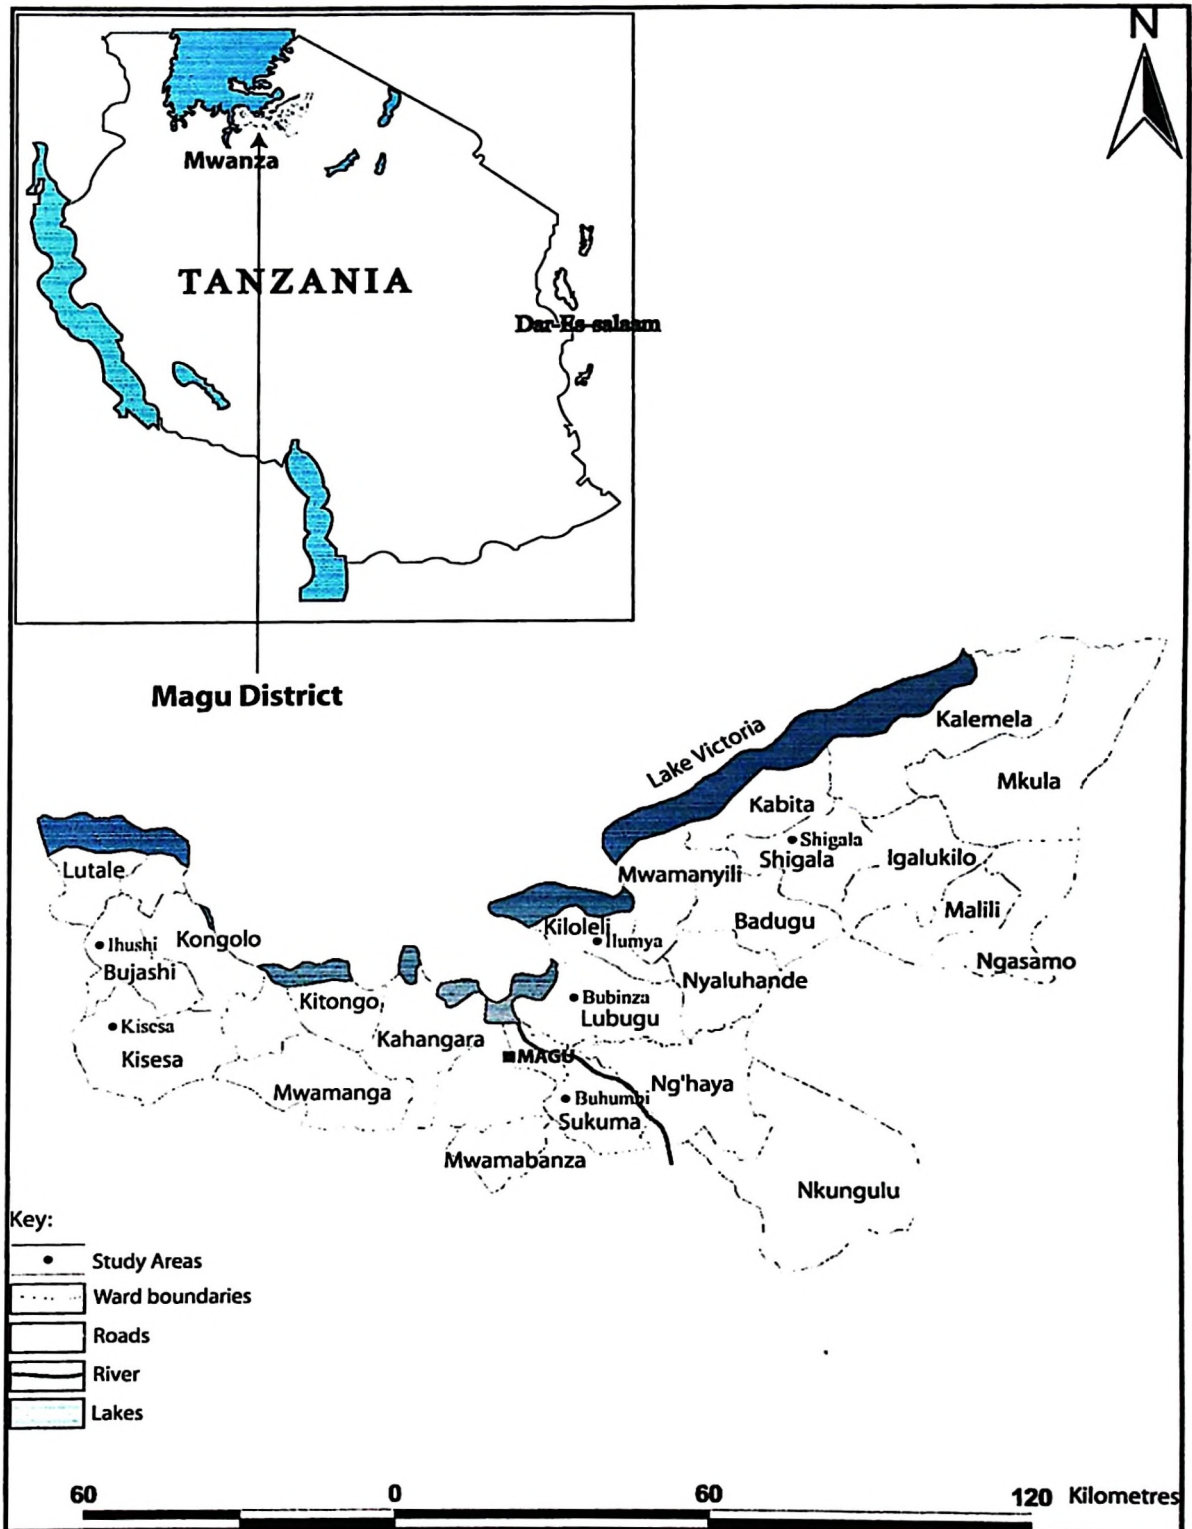 N
Mwanza
TANZANIA
Dar-Es-salaam
Magu District
Lake Victoria
Kalemela
Mkula
Kabita
Shigala
Shigala
Igalukilo
Lutale
Mwamanyili
Malili
Kiloleli
Ilumya
Badugu
Ihushi
Kongolo
Bujashi
Ngasamo
Nyaluhande
Kitongo
Bubinza
Lubugu
Kisesa
Kisesa
Kahangara
MAGU
Mwamanga
Ng'haya
Buhumbi
Sukuma
Mwamabanza
Nkungulu
Key:
Study Areas
Ward boundaries
Roads
River
Lakes
60 0 60 120 Kilometres